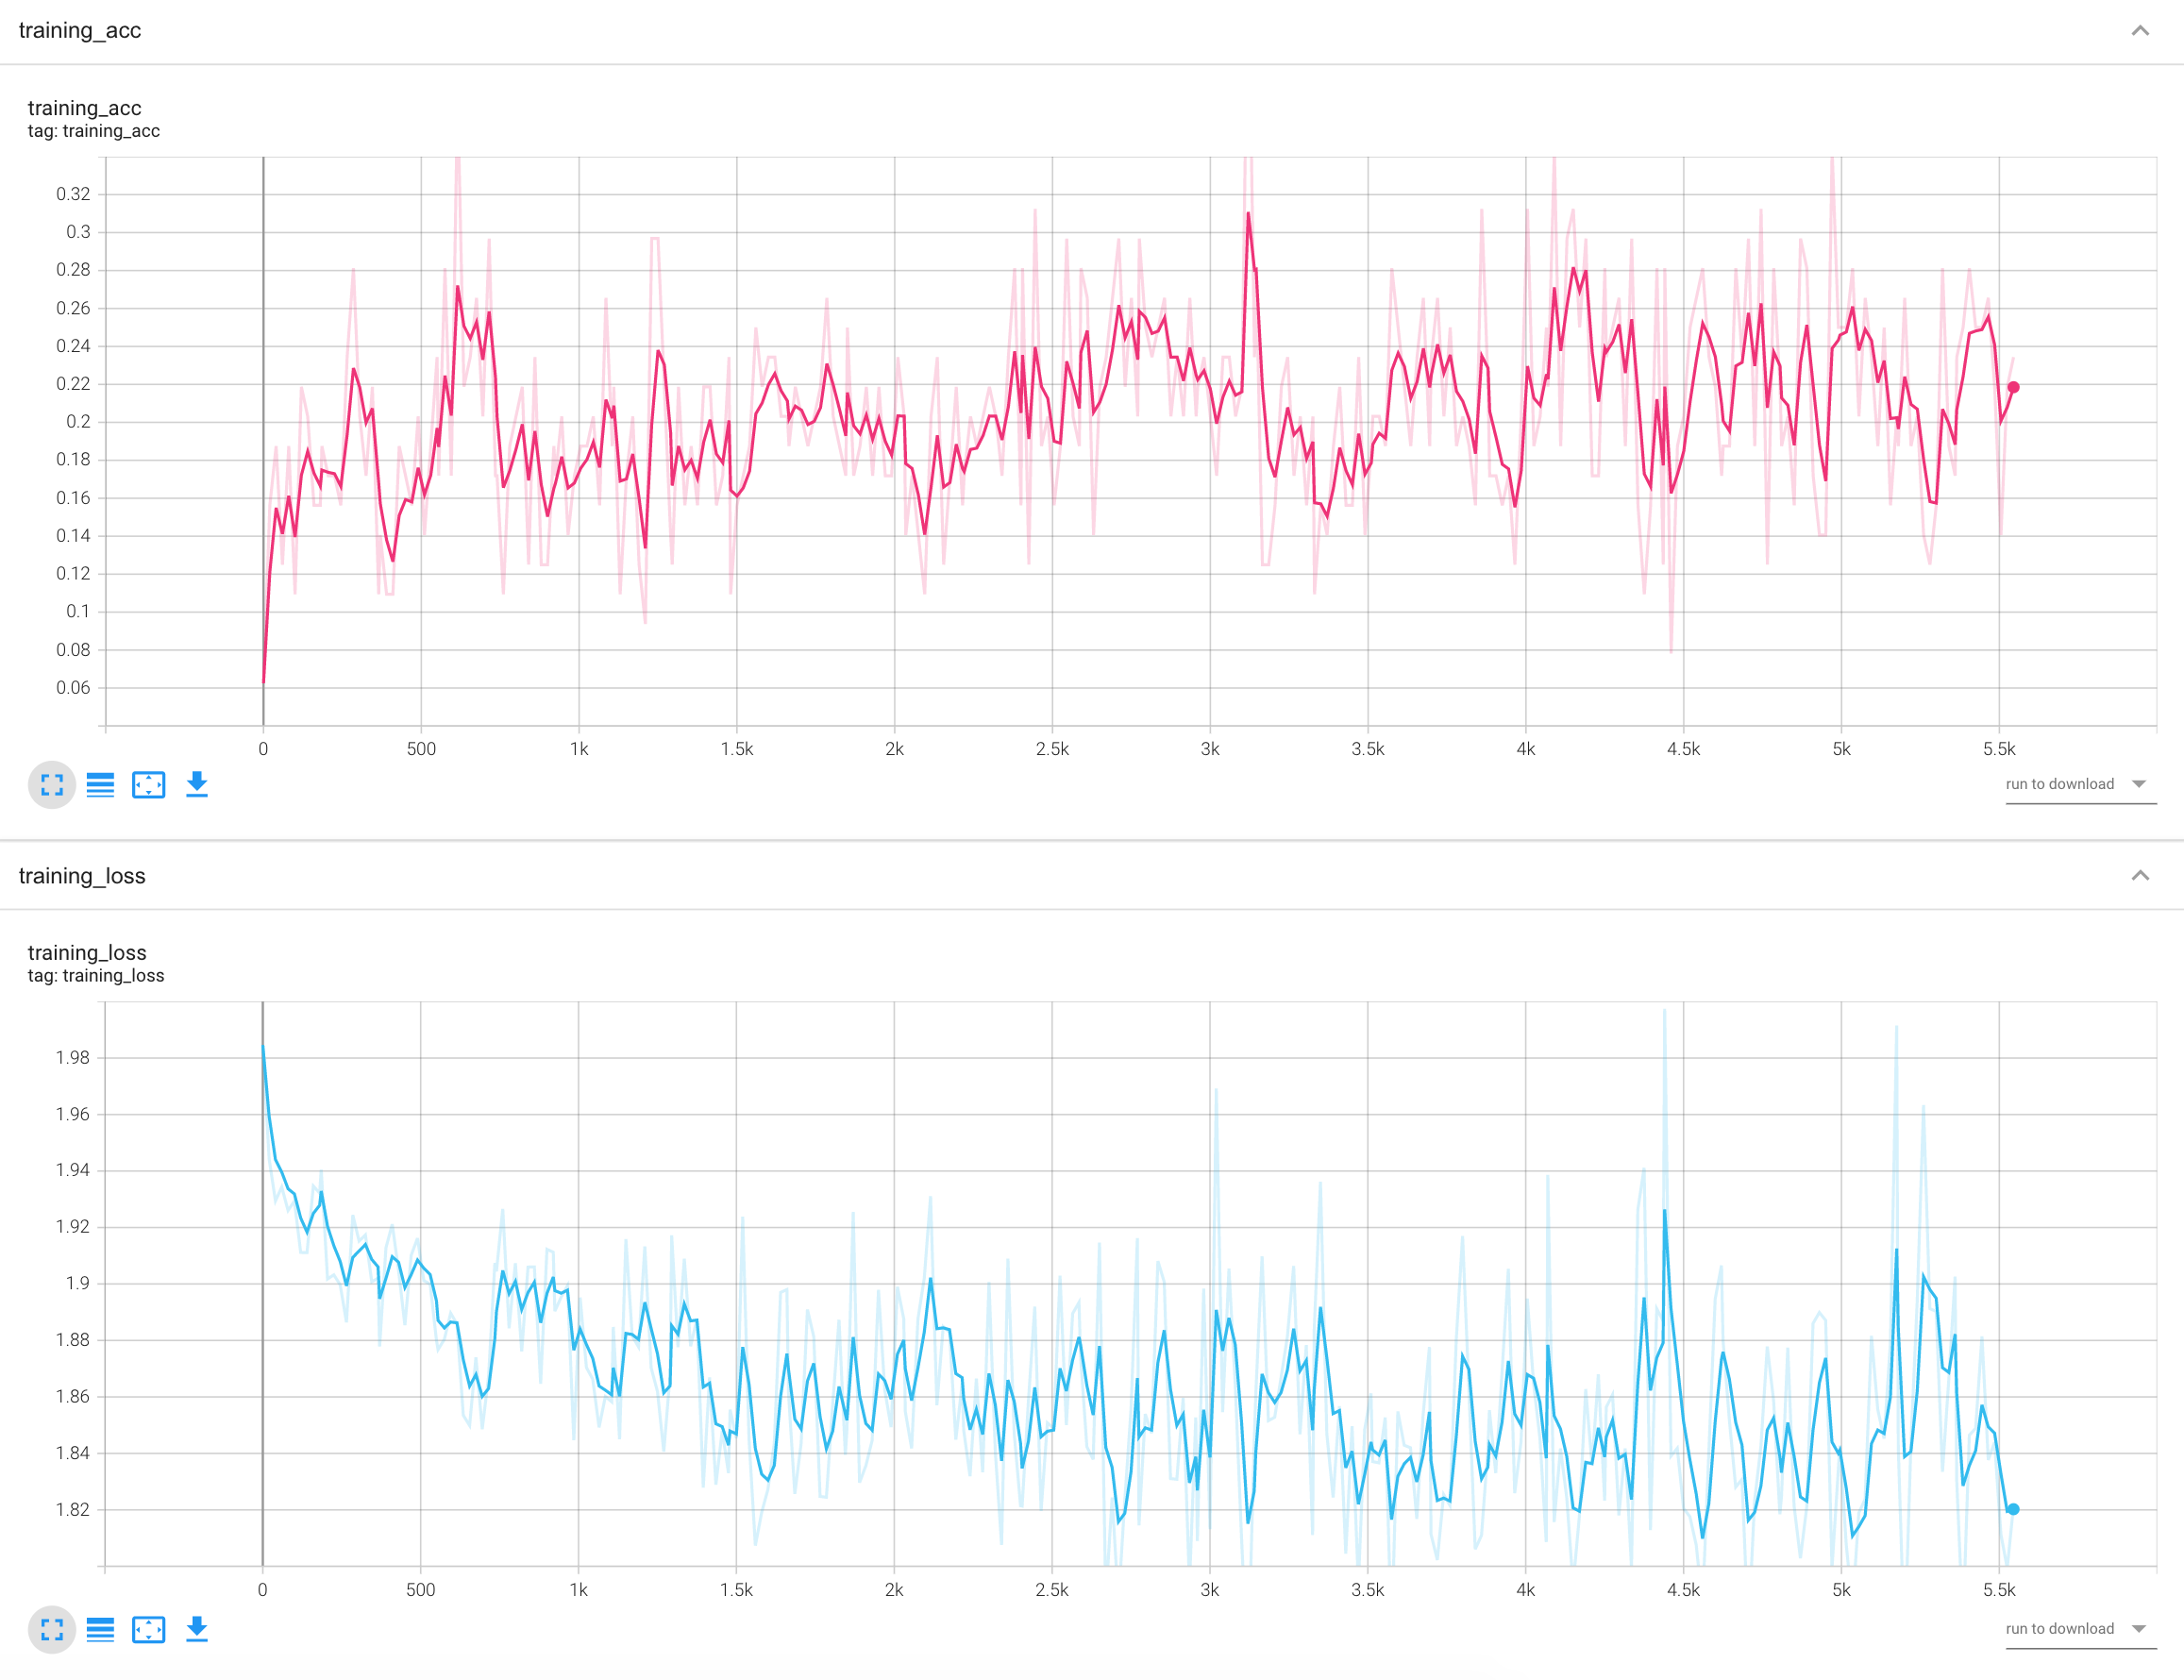 training_acc
training_acc
tag: training_acc
0.32
0.3
0.28
0.26
0.24
0.22
0.2
0.18
0.16
0.14
0.12
0.1
0.08
0.06
0 500 1k 1.5k 2k 2.5k 3k 3.5k 4k 4.5k 5k 5.5k
run to download
training_loss
training_loss
tag: training_loss
1.98
1.96
1.94
1.92
1.9
1.88
1.86
1.84
1.82
0 500 1k 1.5k 2k 2.5k 3k 3.5k 4k 4.5k 5k 5.5k
run to download